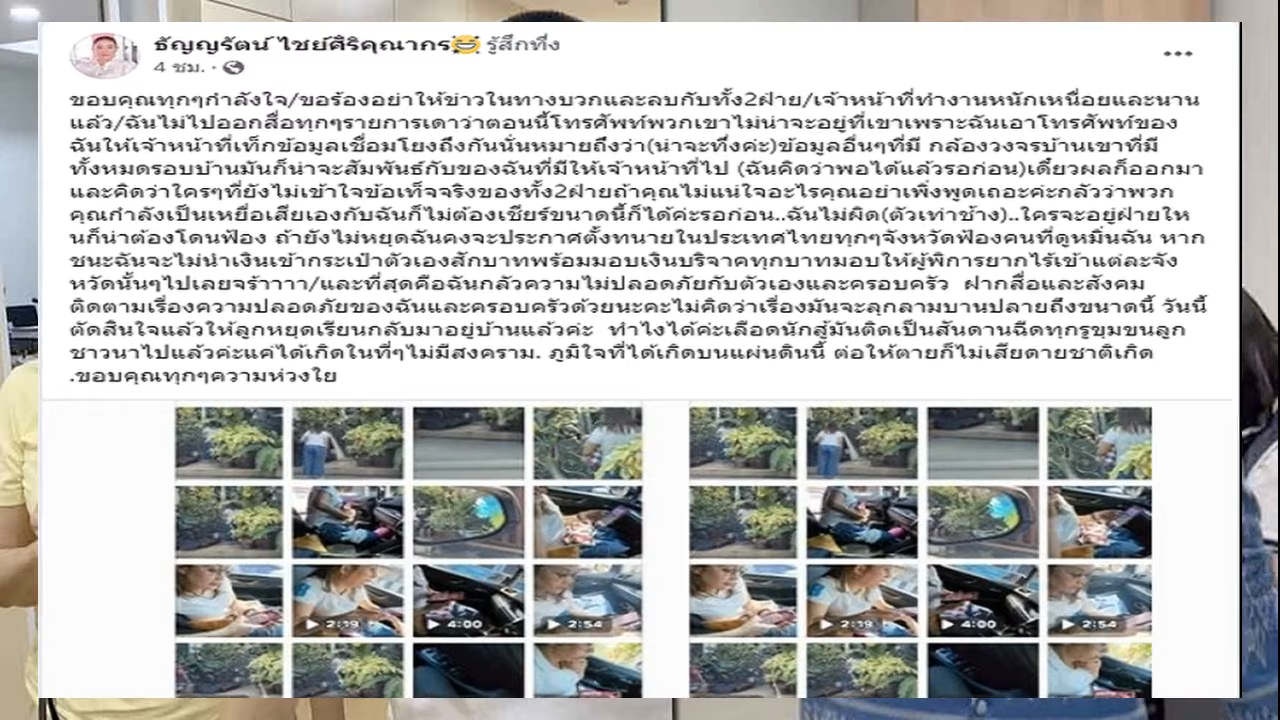 ธัญญรัตน์ ไชย์ศิริคุณากร รู้สึกทึ่ง
4 ชม.
ขอบคุณทุกๆกำลังใจ/ขอร้องอย่าให้ข่าวในทางบวกและลบกับทั้ง2ฝ่าย/เจ้าหน้าที่ทำงานหนักเหนื่อยและนาน
แล้ว/ฉันไม่ไปออกสื่อทุกๆรายการเดาว่าตอนนี้โทรศัพท์พวกเขาไม่น่าจะอยู่ที่เขาเพราะฉันเอาโทรศัพท์ของ
ฉันให้เจ้าหน้าที่เท็กข้อมูลเชื่อมโยงถึงกันนั่นหมายถึงว่า(น่าจะทึ่งค่ะ)ข้อมูลอื่นๆที่มี กล้องวงจรบ้านเขาที่มี
ทั้งหมดรอบบ้านมันก็น่าจะสัมพันธ์กับของฉันที่มีให้เจ้าหน้าที่ไป (ฉันคิดว่าพอได้แล้วรอก่อน)เดี๋ยวผลก็ออกมา
และคิดว่าใครๆที่ยังไม่เข้าใจข้อเท็จจริงของทั้ง2ฝ่ายถ้าคุณไม่แน่ใจอะไรคุณอย่าเพิ่งพูดเถอะค่ะกลัวว่าพวก
คุณกำลังเป็นเหยื่อเสียเองกับฉันก็ไม่ต้องเชียร์ขนาดนี้ก็ได้ค่ะรอก่อน..ฉันไม่ผิด(ตัวเท่าช้าง)..ใครจะอยู่ฝ่ายให
นก็น่าต้องโดนฟ้อง ถ้ายังไม่หยุดฉันคงจะประกาศตั้งทนายในประเทศไทยทุกๆจังหวัดฟ้องคนที่ดูหมิ่นฉัน หาก
ชนะฉันจะไม่นำเงินเข้ากระเป๋าตัวเองสักบาทพร้อมมอบเงินบริจาคทุกบาทมอบให้ผู้พิการยากไร้เข้าแต่ละจัง
หวัดนั้นๆไปเลยจร้าาาา/และที่สุดคือฉันกลัวความไม่ปลอดภัยกับตัวเองและครอบครัว ฝากสื่อและสังคม
ติดตามเรื่องความปลอดภัยของฉันและครอบครัวด้วยนะคะไม่คิดว่าเรื่องมันจะลุกลามบานปลายถึงขนาดนี้ วันนี้
ตัดสินใจแล้วให้ลูกหยุดเรียนกลับมาอยู่บ้านแล้วค่ะ ทำไงได้ค่ะเลือดนักสู้มันติดเป็นสันดานฉีดทุกรูขุมขนลูก
ชาวนาไปแล้วค่ะแค่ได้เกิดในที่ๆไม่มีสงคราม. ภูมิใจที่ได้เกิดบนแผ่นดินนี้ ต่อให้ตายก็ไม่เสียดายชาติเกิด
.ขอบคุณทุกๆความห่วงใย
2:19 4:00 2:54 2:19 4:00 2:54